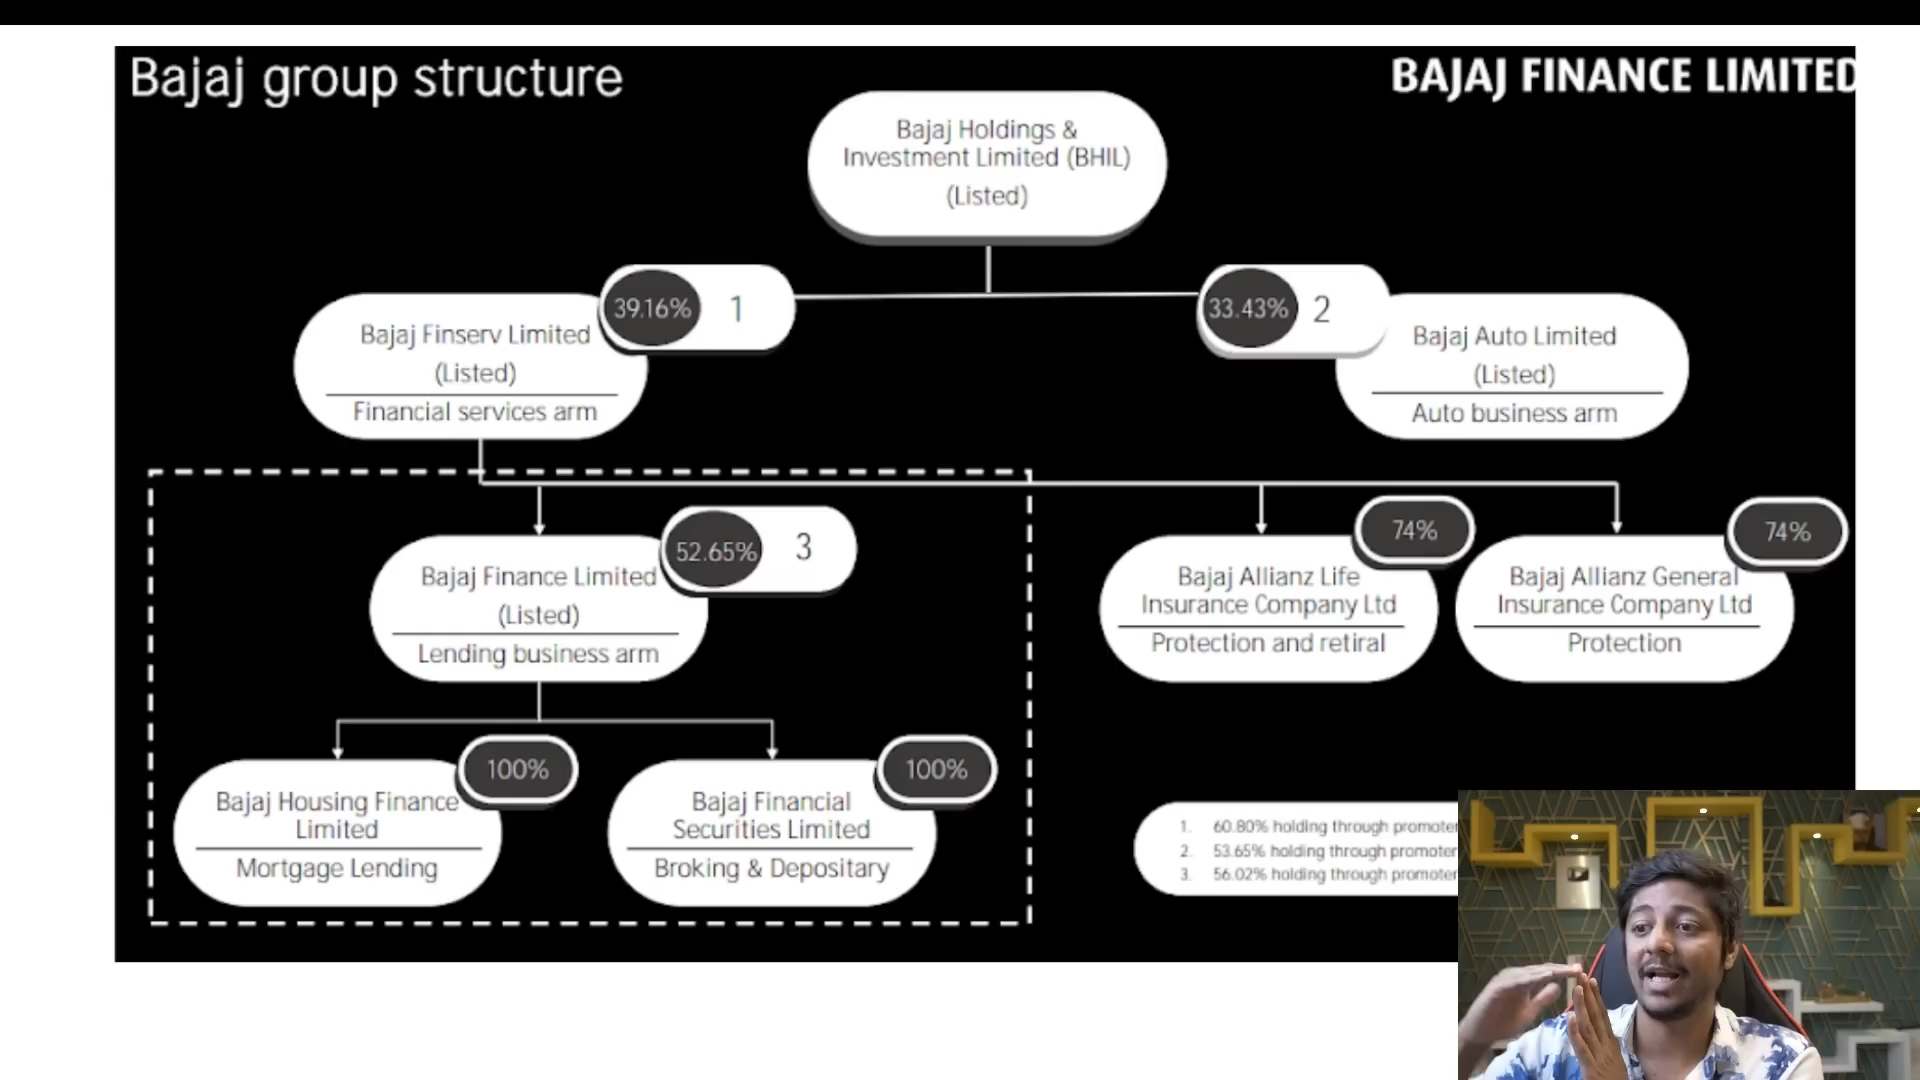 Bajaj group structure
BAJAJ FINANCE LIMITED
Bajaj Holdings &
Investment Limited (BHIL)
(Listed)
39.16% 1
33.43% 2
Bajaj Finserv Limited
(Listed)
Financial services arm
Bajaj Auto Limited
(Listed)
Auto business arm
52.65% 3
74%
74%
Bajaj Finance Limited
(Listed)
Lending business arm
Bajaj Allianz Life
Insurance Company Ltd
Protection and retiral
Bajaj Allianz General
Insurance Company Ltd
Protection
100%
100%
Bajaj Housing Finance
Limited
Mortgage Lending
Bajaj Financial
Securities Limited
Broking & Depositary
1. 60.80% holding through promoter
2. 53.65% holding through promoter
3. 56.02% holding through promoter